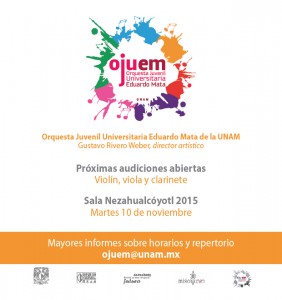 ojuem
Orquesta Juvenil
Universitaria
Eduardo Mata
Orquesta Juvenil Universitaria Eduardo Mata de la UNAM
Gustavo Rivero Weber, director artístico
Próximas audiciones abiertas
Violín, viola y clarinete
Sala Nezahualcóyotl 2015
Martes 10 de noviembre
Mayores informes sobre horarios y repertorio
ojuem@unam.mx